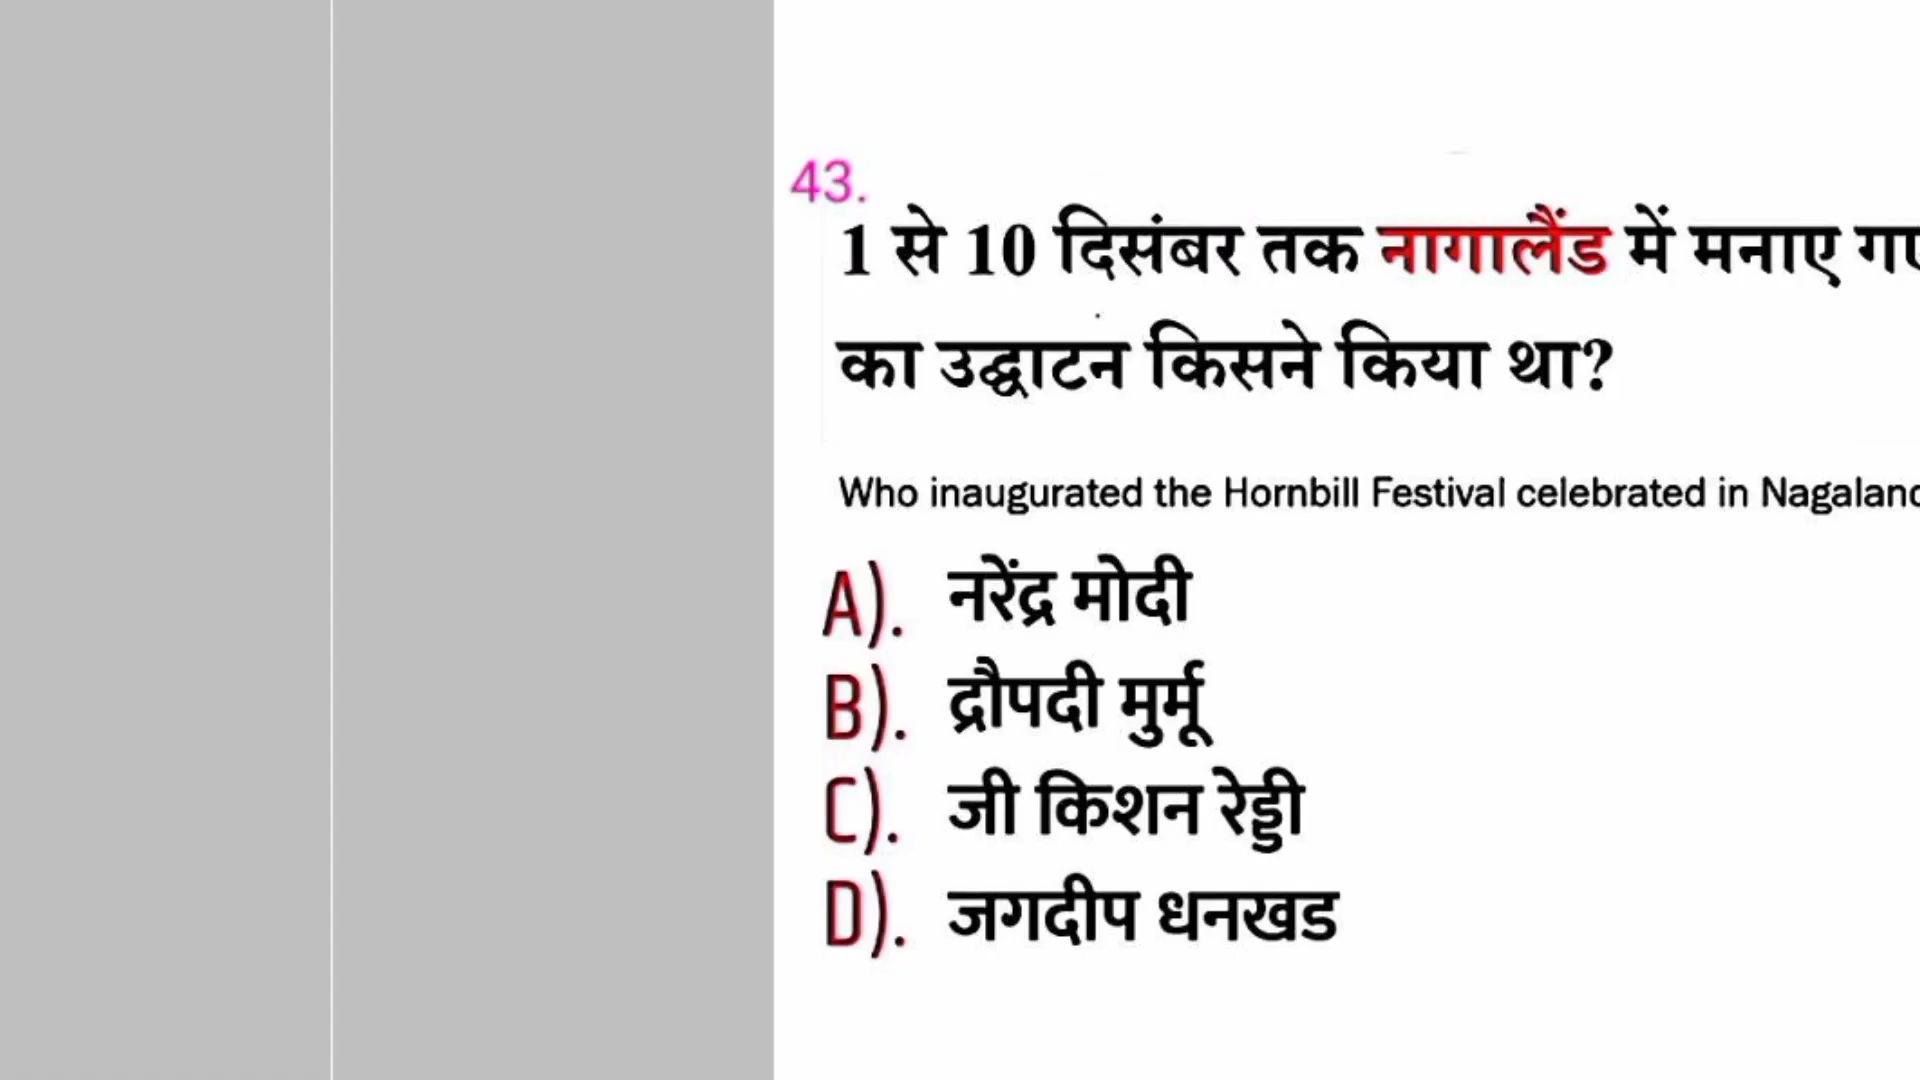 43.
1 से 10 दिसंबर तक नागालैंड में मनाए
का उद्घाटन किसने किया था?
Who inaugurated the Hornbill Festival celebrated in
A). नरेंद्र मोदी
B). द्रौपदी मुर्मू
C). जी किशन रेड्डी
D). जगदीप धनखड